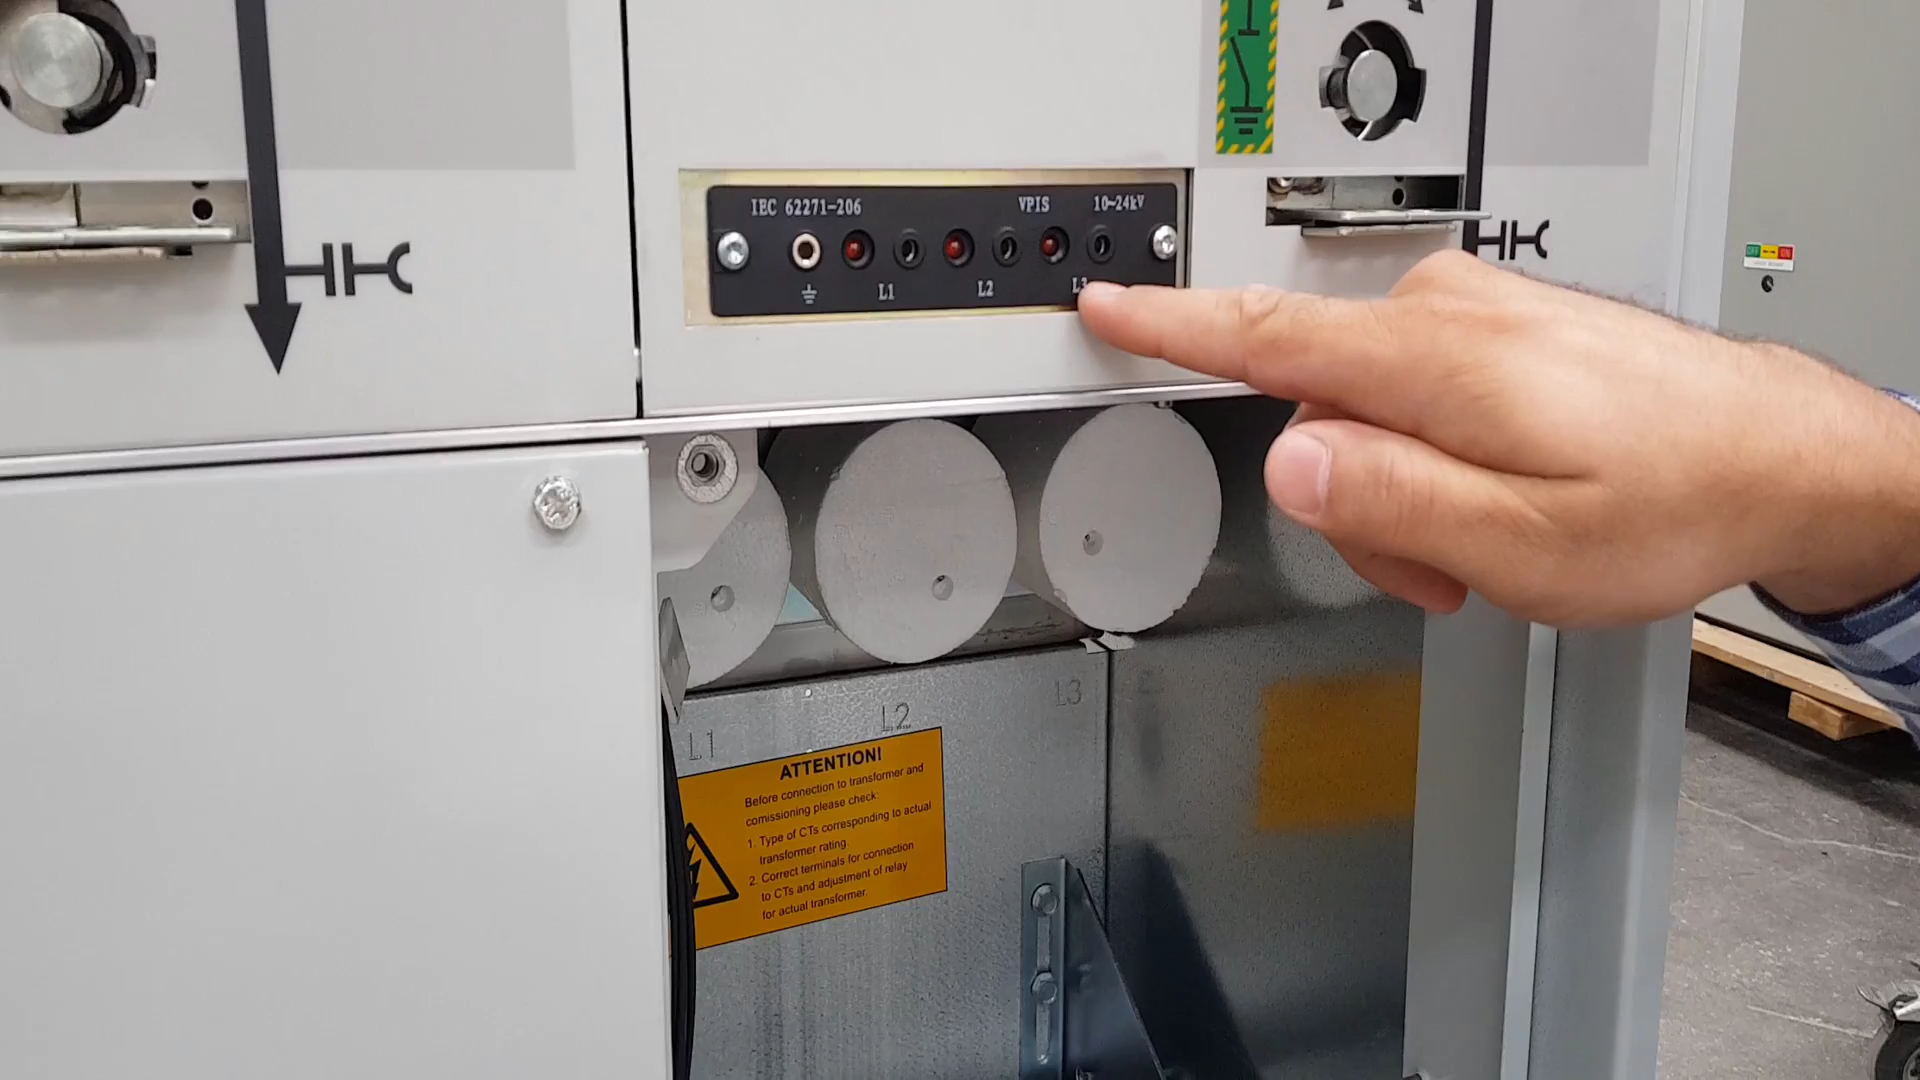 IEC 62271-206 VPIS 10~24kV
L1 L2 L3
L1 L2 L3
ATTENTION!
Before connection to transformer and
comissioning please check:
1. Type of CTs corresponding to actual
transformer rating.
2. Correct terminals for connection
to CTs and adjustment of relay
for actual transformer.